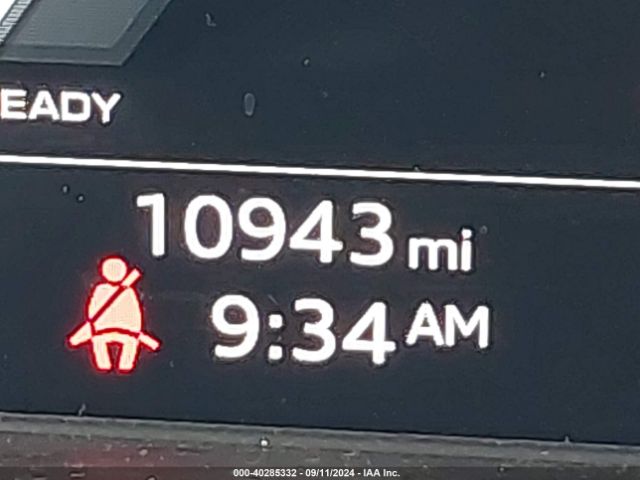 EADY
10943 mi
9:34 AM
000-40285332 - 09/11/2024 - IAA Inc.